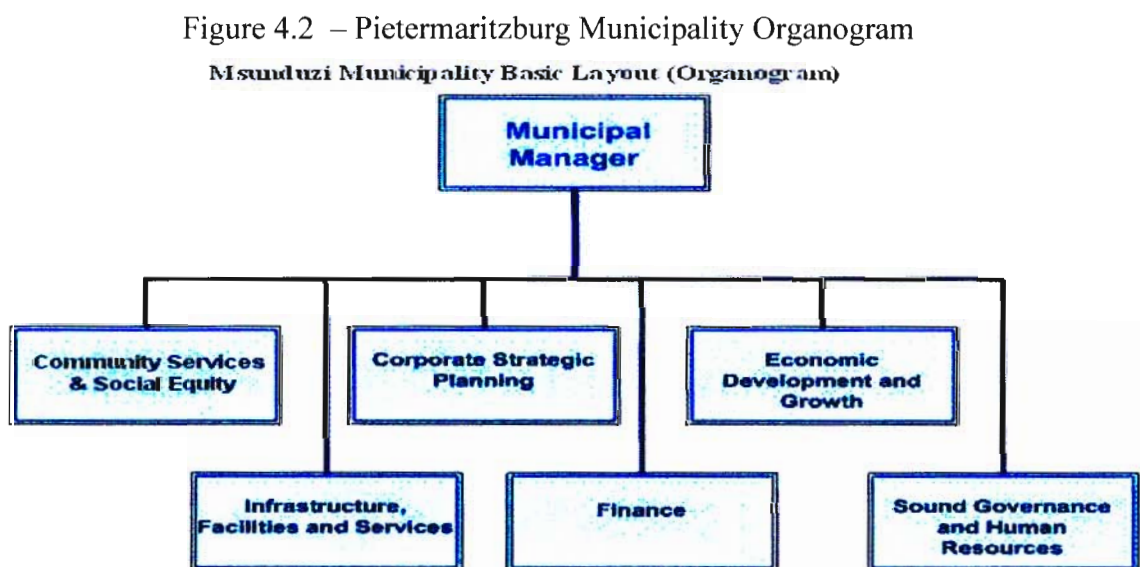 Figure 4.2 – Pietermaritzburg Municipality Organogram
Msunduzi Municipality Basic Layout (Organogram)
Municipal
Manager
Community Services
& Social Equity
Corporate Strategic
Planning
Economic
Development and
Growth
Infrastructure,
Facilities and Services
Finance
Sound Governance
and Human
Resources